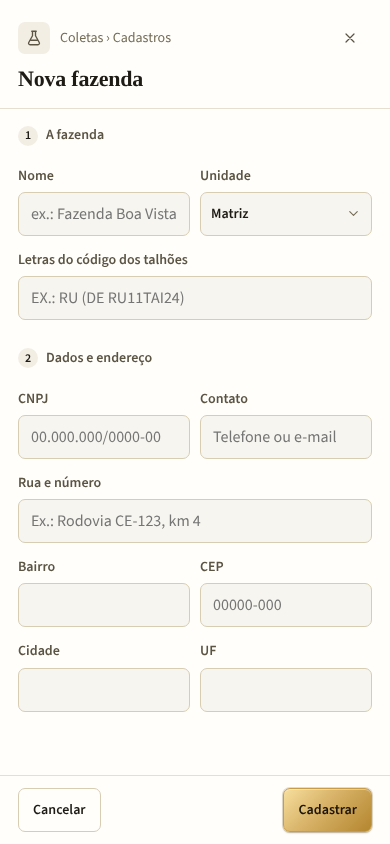 Coletas › Cadastros
Nova fazenda
1 A fazenda
Nome Unidade
ex.: Fazenda Boa Vista Matriz
Letras do código dos talhões
EX.: RU (DE RU11TAI24)
2 Dados e endereço
CNPJ Contato
00.000.000/0000-00 Telefone ou e-mail
Rua e número
Ex.: Rodovia CE-123, km 4
Bairro CEP
00000-000
Cidade UF
Cancelar Cadastrar